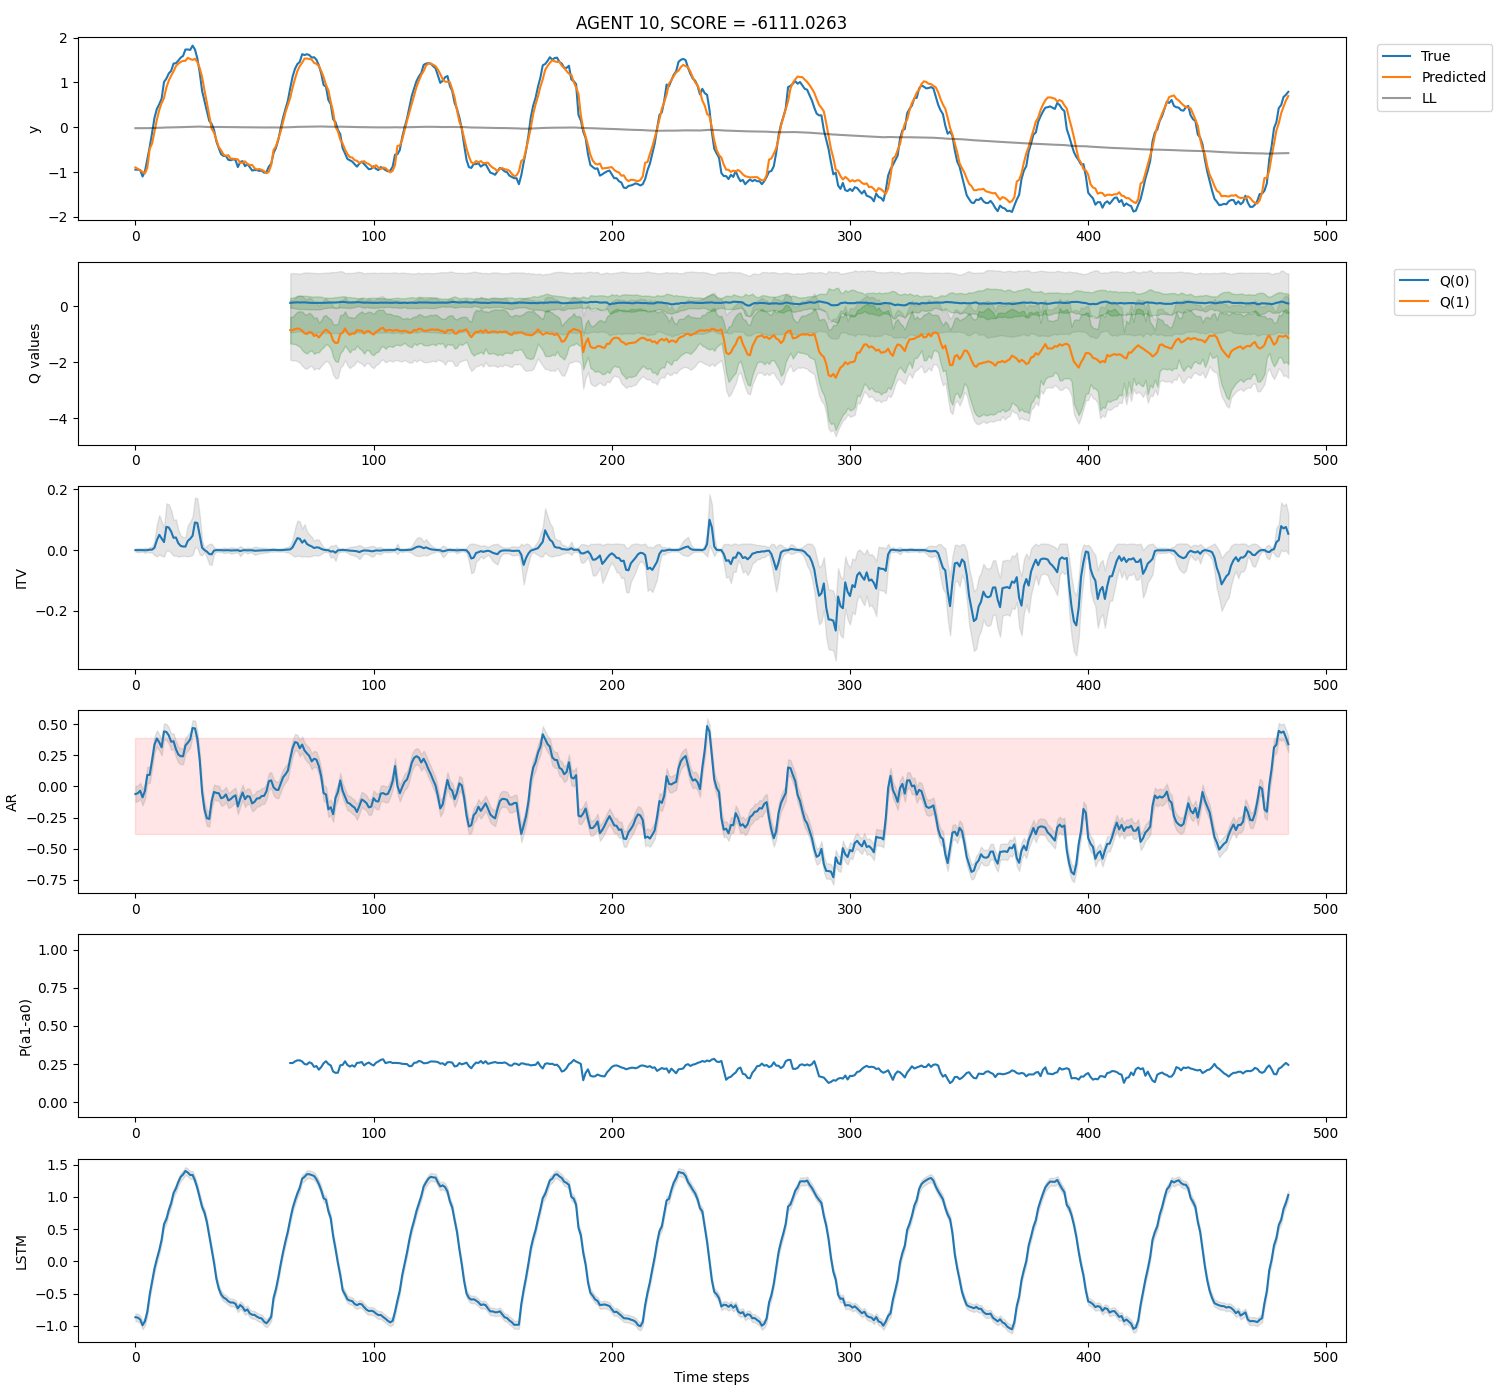 AGENT 10, SCORE = -6111.0263
y
2
1
0
−1
−2
0 100 200 300 400 500
True
Predicted
LL
Q values
0
−2
−4
0 100 200 300 400 500
Q(0)
Q(1)
ITV
0.2
0.0
−0.2
0 100 200 300 400 500
AR
0.50
0.25
0.00
−0.25
−0.50
−0.75
0 100 200 300 400 500
P(a1-a0)
1.00
0.75
0.50
0.25
0.00
0 100 200 300 400 500
LSTM
1.5
1.0
0.5
0.0
−0.5
−1.0
0 100 200 300 400 500
Time steps